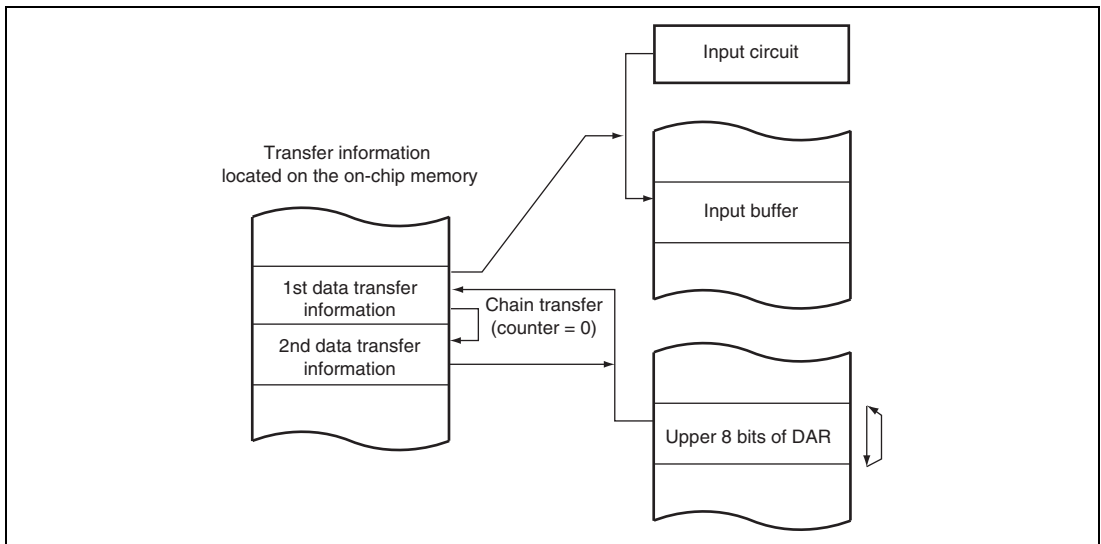 Input circuit
Transfer information
located on the on-chip memory
Input buffer
1st data transfer
information
Chain transfer
(counter = 0)
2nd data transfer
information
Upper 8 bits of DAR